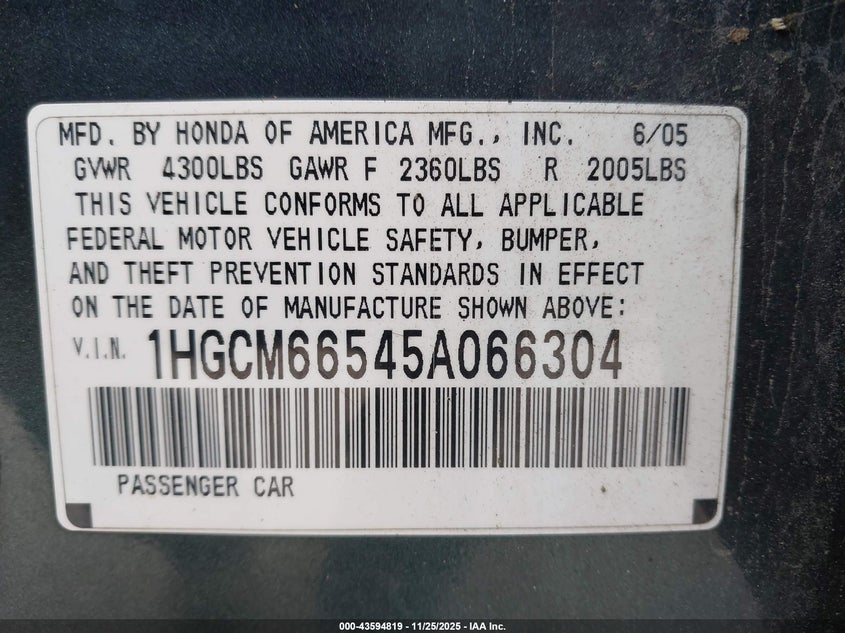 MFD. BY HONDA OF AMERICA MFG., INC. 6/05
GVWR 4300LBS GAWR F 2360LBS R 2005LBS
THIS VEHICLE CONFORMS TO ALL APPLICABLE
FEDERAL MOTOR VEHICLE SAFETY, BUMPER,
AND THEFT PREVENTION STANDARDS IN EFFECT
ON THE DATE OF MANUFACTURE SHOWN ABOVE:
V.I.N. 1HGCM66545A066304
PASSENGER CAR
000-43594819 - 11/25/2025 - IAA Inc.